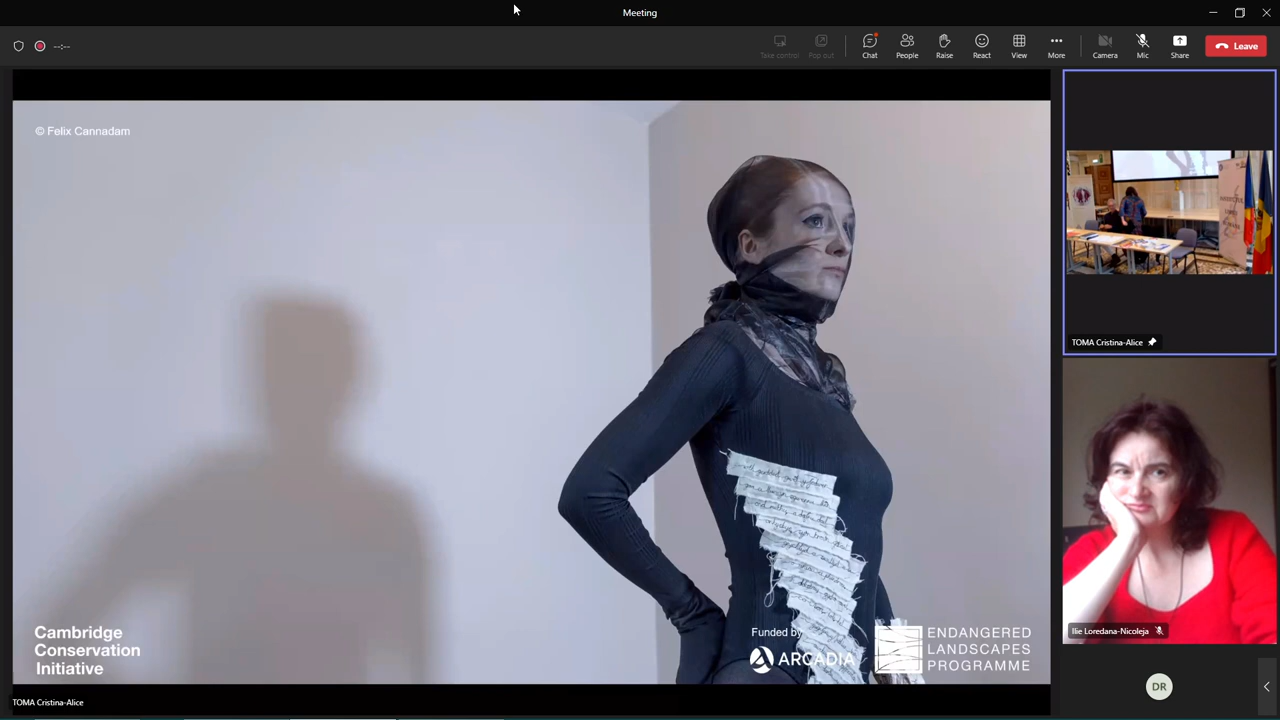 Meeting
--:--
Take control
Pop out
Chat
People
Raise
React
View
More
Camera
Mic
Share
Leave
© Felix Cannadam
Cambridge
Conservation
Initiative
Funded by
ARCADIA
ENDANGERED
LANDSCAPES
PROGRAMME
TOMA Cristina-Alice
TOMA Cristina-Alice
Ilie Loredana-Nicoleja
DR